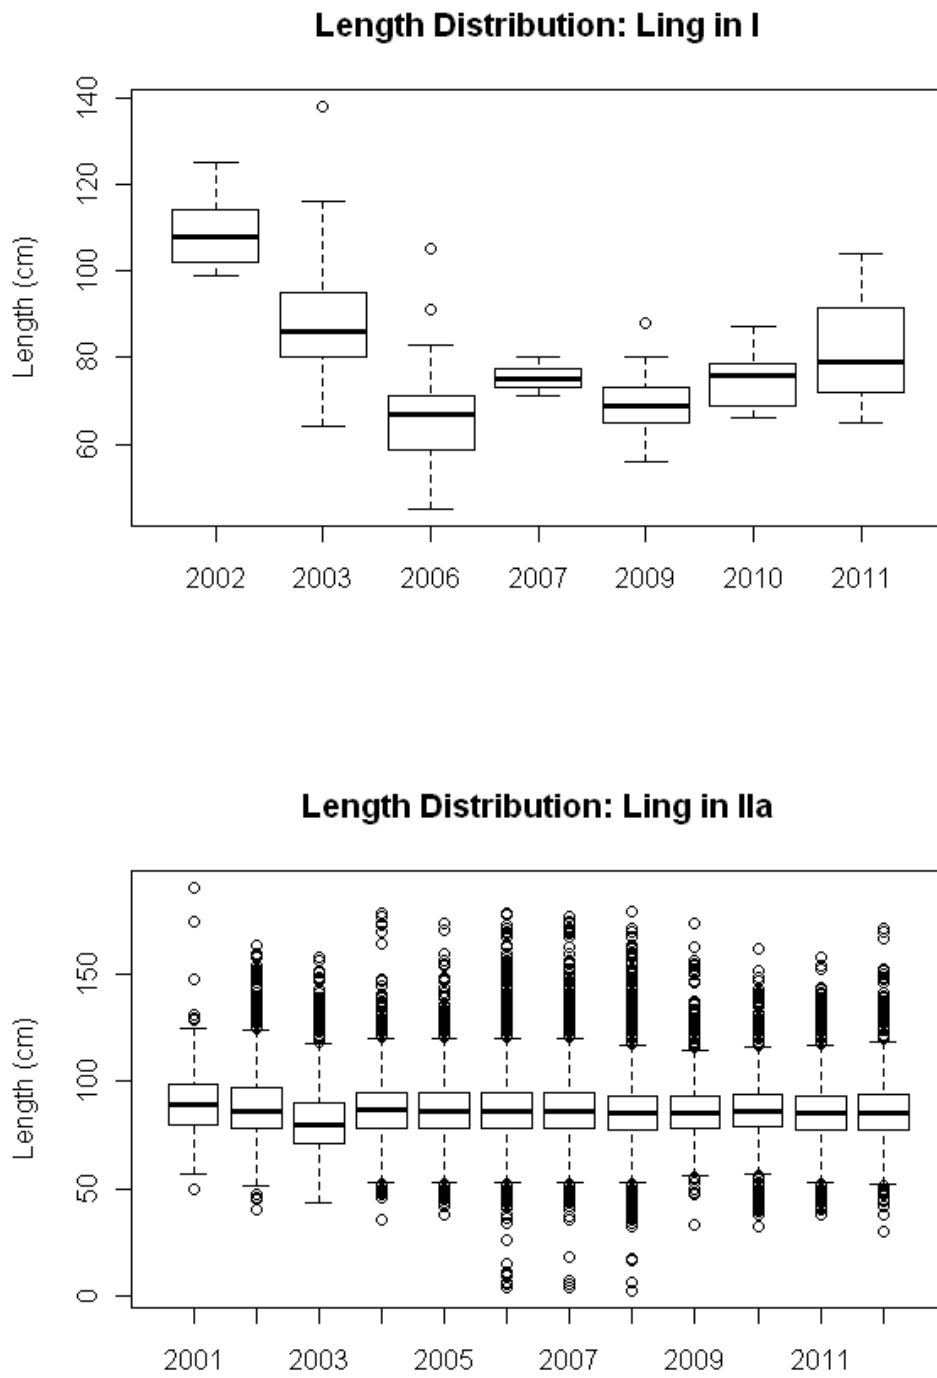 Length Distribution: Ling in I
Length (cm)
140
120
100
80
60
2002 2003 2006 2007 2009 2010 2011
Length Distribution: Ling in IIa
Length (cm)
150
100
50
0
2001 2003 2005 2007 2009 2011